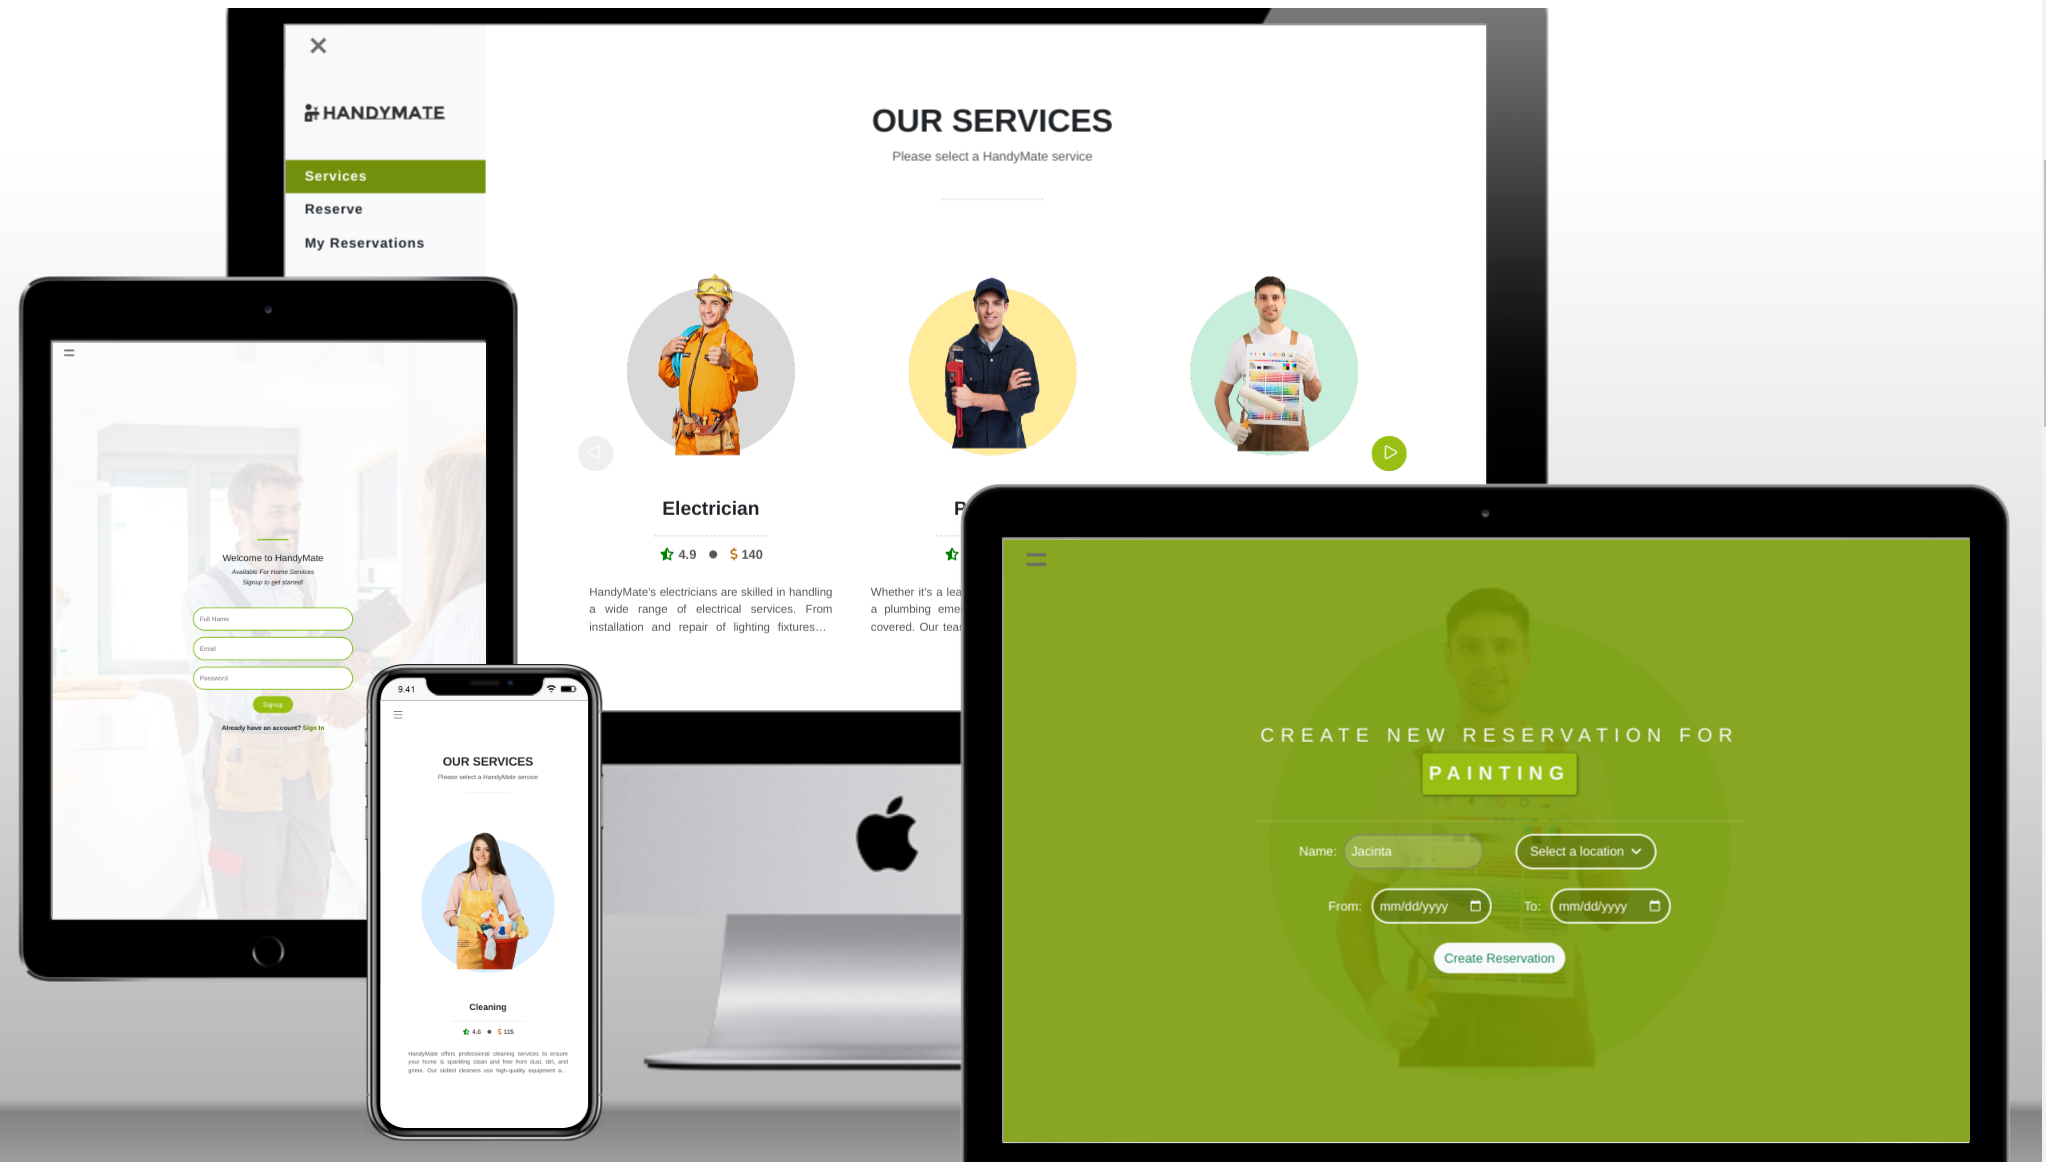 HANDYMATE
Services
Reserve
My Reservations
OUR SERVICES
Please select a HandyMate service
Electrician
4.9 ● $ 140
HandyMate's electricians are skilled in handling
a wide range of electrical services. From
installation and repair of lighting fixtures...
P
Whether it's a lea
a plumbing eme
covered. Our tea
Welcome to HandyMate
Available For Home Services
Signup to get started!
Full Name
Email
Password
Signup
Already have an account? Sign In
9.41
OUR SERVICES
Please select a HandyMate service
Cleaning
4.6 ● $ 115
HandyMate offers professional cleaning services to ensure
your home is sparkling clean and free from dust, dirt, and
grime. Our skilled cleaners use high-quality equipment a...
CREATE NEW RESERVATION FOR
PAINTING
Name: Jacinta Select a location
From: mm/dd/yyyy To: mm/dd/yyyy
Create Reservation